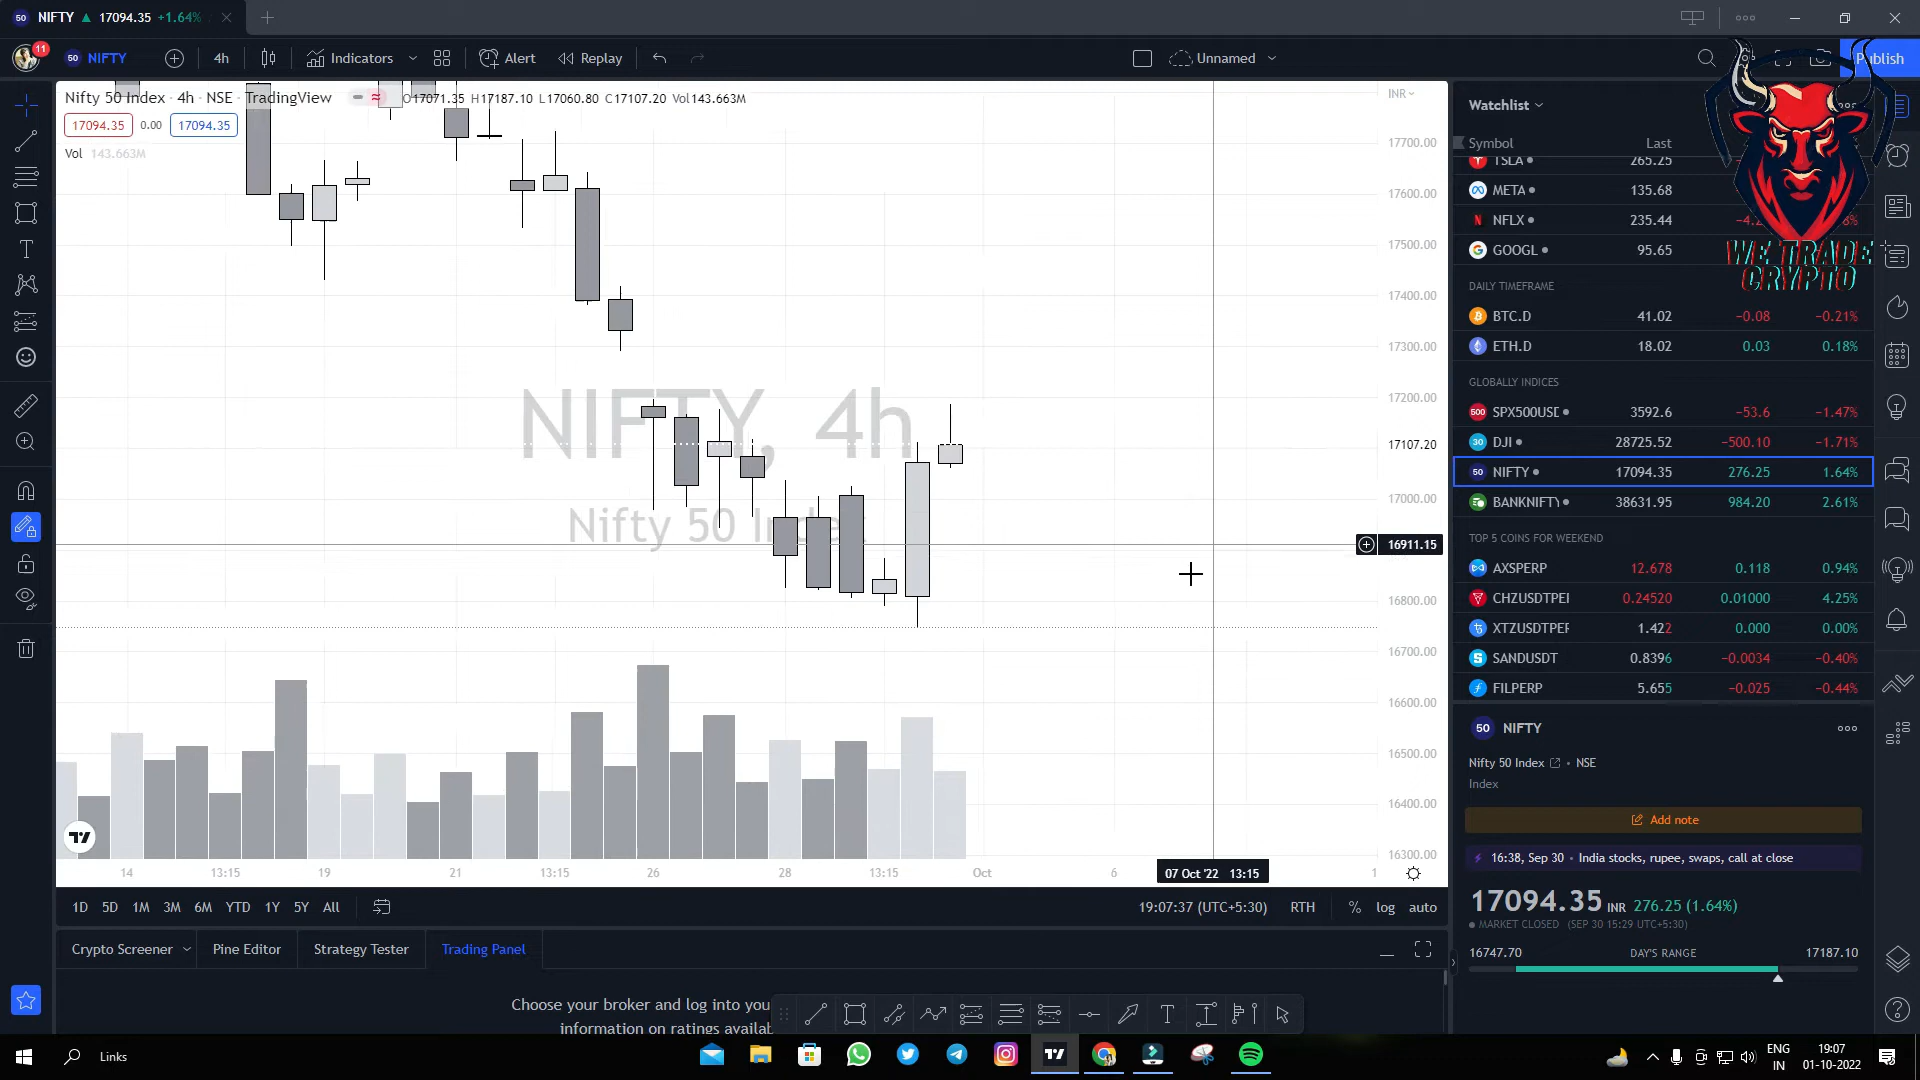 NIFTY ▲ 17094.35 +1.64%
11
NIFTY
4h
Indicators
Alert
Replay
Unnamed
Publish
Nifty 50 Index · 4h · NSE · TradingView
O17071.35 H17187.10 L17060.80 C17107.20 Vol143.663M
17094.35 0.00 17094.35
Vol 143.663M
NIFTY, 4h
Nifty 50 Index
INR
17700.00
17600.00
17500.00
17400.00
17300.00
17200.00
17107.20
17000.00
16911.15
16800.00
16700.00
16600.00
16500.00
16400.00
16300.00
14 13:15 19 21 13:15 26 28 13:15 Oct 6 07 Oct '22 13:15 1
1D 5D 1M 3M 6M YTD 1Y 5Y All
19:07:37 (UTC+5:30) RTH % log auto
Crypto Screener Pine Editor Strategy Tester Trading Panel
Choose your broker and log into you
information on ratings availab
Watchlist
Symbol Last
TSLA 265.25
META 135.68
NFLX 235.44
GOOGL 95.65
WE TRADE
CRYPTO
DAILY TIMEFRAME
BTC.D 41.02 −0.08 −0.21%
ETH.D 18.02 0.03 0.18%
GLOBALLY INDICES
SPX500USD 3592.6 −53.6 −1.47%
DJI 28725.52 −500.10 −1.71%
NIFTY 17094.35 276.25 1.64%
BANKNIFTY 38631.95 984.20 2.61%
TOP 5 COINS FOR WEEKEND
AXSPERP 12.678 0.118 0.94%
CHZUSDTPE 0.24520 0.01000 4.25%
XTZUSDTPE 1.422 0.000 0.00%
SANDUSDT 0.8396 −0.0034 −0.40%
FILPERP 5.655 −0.025 −0.44%
50 NIFTY
Nifty 50 Index • NSE
Index
Add note
16:38, Sep 30 • India stocks, rupee, swaps, call at close
17094.35 INR 276.25 (1.64%)
MARKET CLOSED (SEP 30 15:29 UTC+5:30)
16747.70 DAY'S RANGE 17187.10
Links
ENG
IN
19:07
01-10-2022